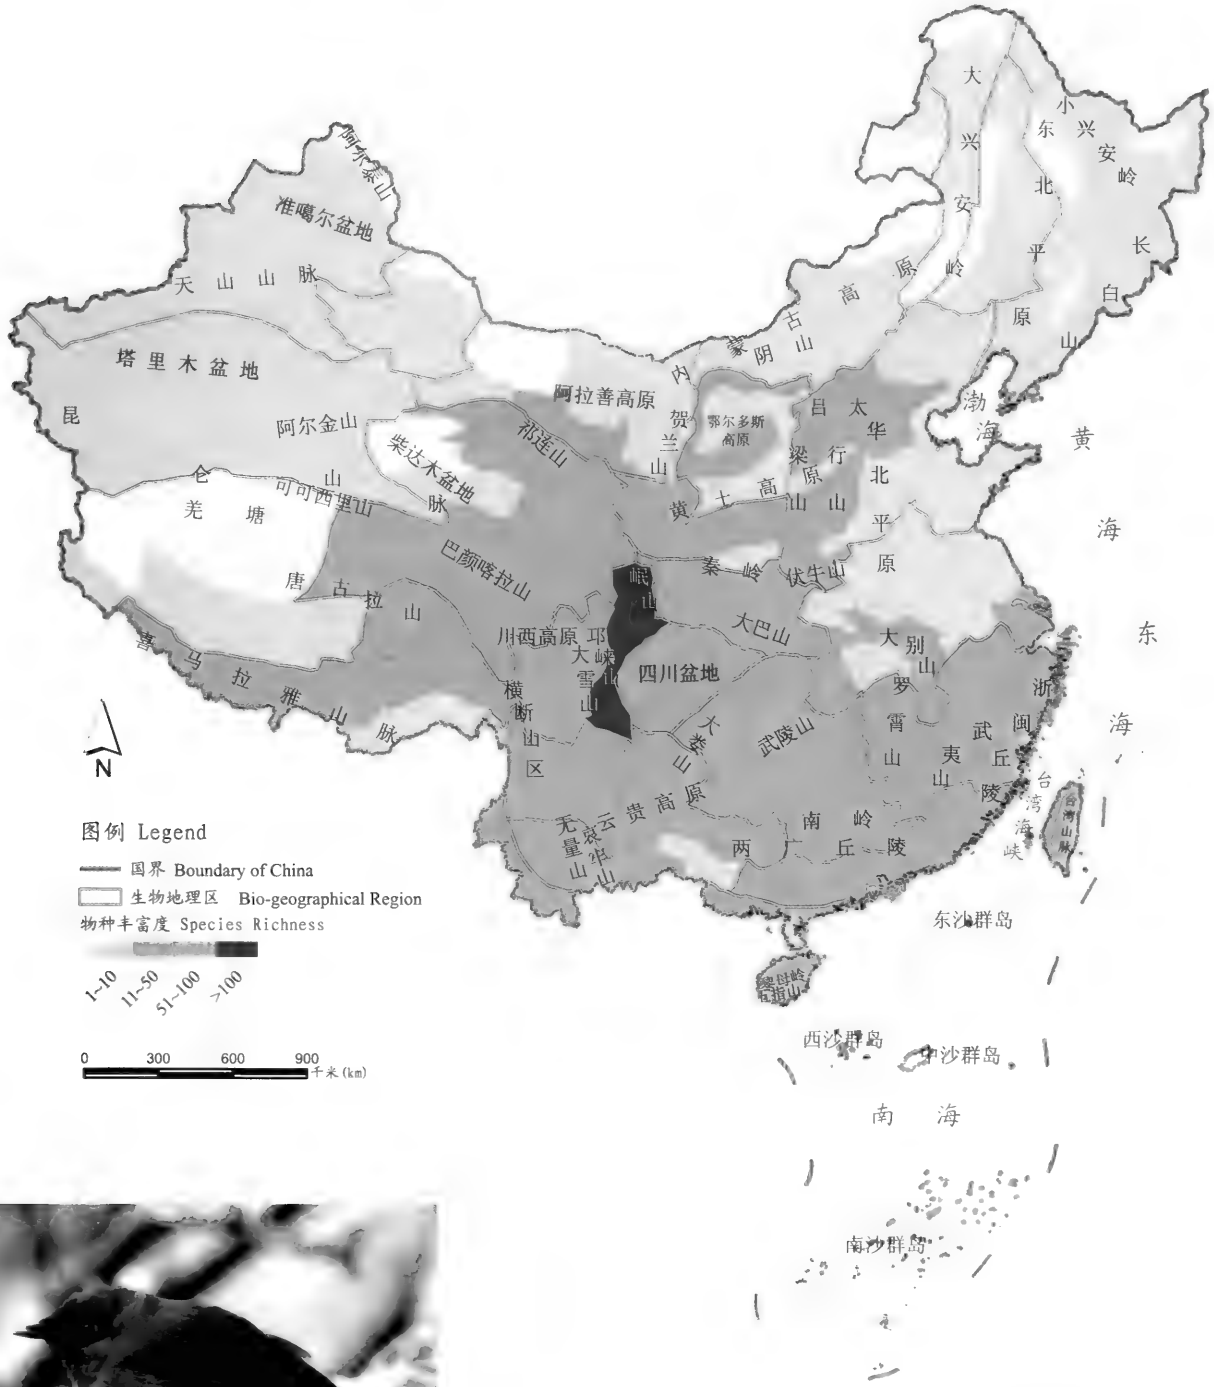 大兴安岭
小兴安岭
东北平原
长白山
阿尔泰山
准噶尔盆地
天山山脉
内蒙古高原
阴山
塔里木盆地
阿拉善高原
贺兰山
鄂尔多斯
高原
吕梁山
太行山
华北平原
渤海
黄海
昆仑山脉
阿尔金山
柴达木盆地
祁连山
黄土高原
可可西里山
羌塘
巴颜喀拉山
岷山
秦岭
伏牛山
唐古拉山
大巴山
川西高原
邛崃山
大雪山
四川盆地
大别山
东海
喜马拉雅山脉
横断山区
大娄山
武陵山
罗霄山
武夷山
浙闽丘陵
台湾海峡
台湾山脉
无量山
哀牢山
云贵高原
南岭
两广丘陵
N
图例 Legend
国界 Boundary of China
生物地理区 Bio-geographical Region
物种丰富度 Species Richness
1~10 11~50 51~100 >100
0 300 600 900
千米(km)
东沙群岛
黎母岭
五指山
西沙群岛
中沙群岛
南海
南沙群岛